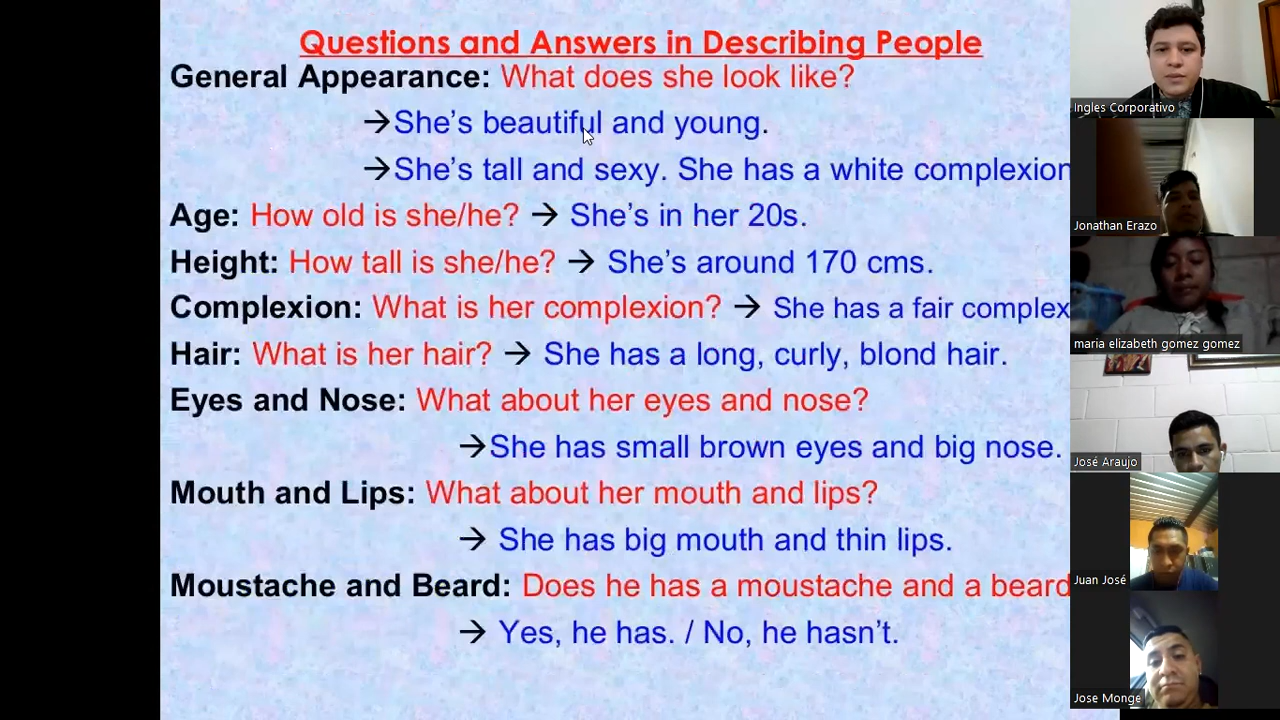 Questions and Answers in Describing People
General Appearance: What does she look like?
→She's beautiful and young.
→She's tall and sexy. She has a white complexion
Age: How old is she/he? → She's in her 20s.
Height: How tall is she/he? → She's around 170 cms.
Complexion: What is her complexion? → She has a fair complex
Hair: What is her hair? → She has a long, curly, blond hair.
Eyes and Nose: What about her eyes and nose?
→She has small brown eyes and big nose.
Mouth and Lips: What about her mouth and lips?
→ She has big mouth and thin lips.
Moustache and Beard: Does he has a moustache and a beard
→ Yes, he has. / No, he hasn't.
Ingles Corporativo
Jonathan Erazo
maria elizabeth gomez gomez
José Araujo
Juan José
Jose Monge